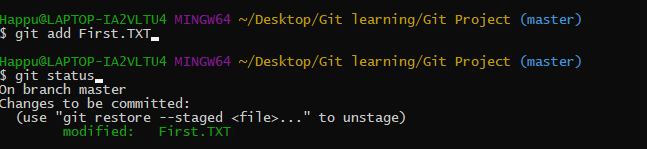 Happu@LAPTOP-IA2VLTU4 MINGW64 ~/Desktop/Git learning/Git Project (master)
$ git add First.TXT
Happu@LAPTOP-IA2VLTU4 MINGW64 ~/Desktop/Git learning/Git Project (master)
$ git status
On branch master
Changes to be committed:
  (use "git restore --staged <file>..." to unstage)
        modified:   First.TXT